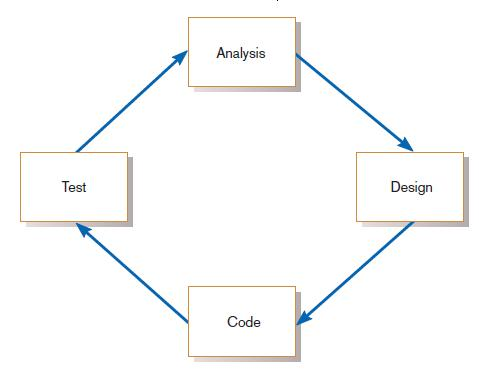 Analysis
Test
Design
Code